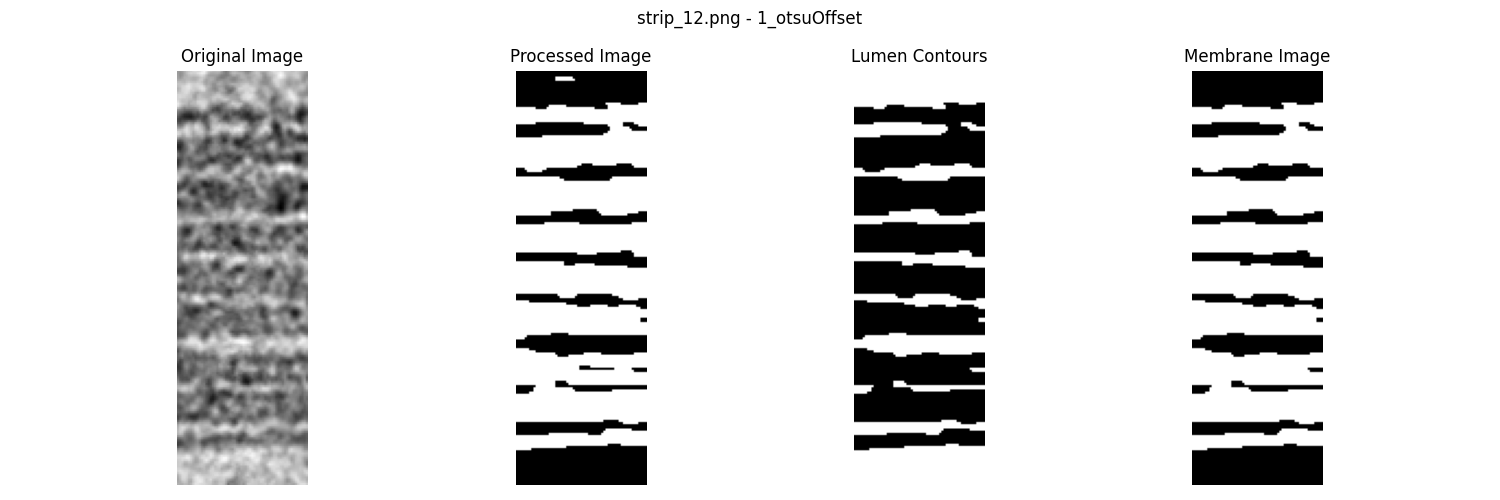 strip_12.png - 1_otsuOffset
Original Image
Processed Image
Lumen Contours
Membrane Image